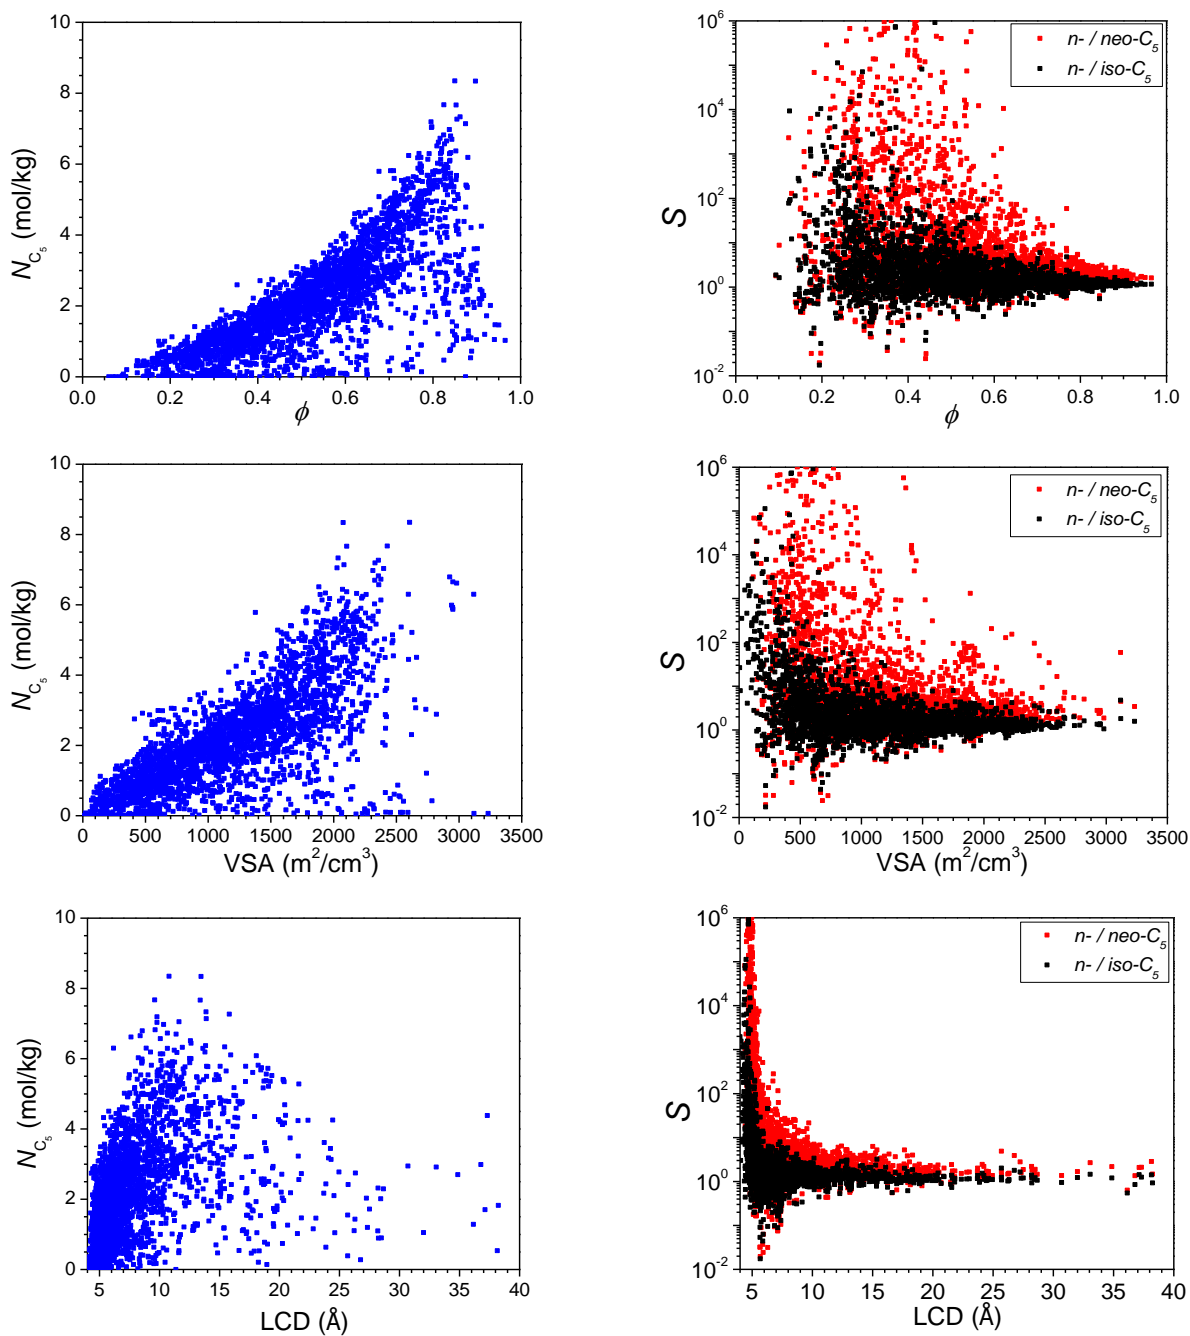 10
8
6
4
2
0
N_C5 (mol/kg)
0.0 0.2 0.4 0.6 0.8 1.0
ϕ
10^6
10^4
10^2
10^0
10^-2
S
n- / neo-C5
n- / iso-C5
0.0 0.2 0.4 0.6 0.8 1.0
ϕ
10
8
6
4
2
0
N_C5 (mol/kg)
0 500 1000 1500 2000 2500 3000 3500
VSA (m²/cm³)
10^6
10^4
10^2
10^0
10^-2
S
n- / neo-C5
n- / iso-C5
0 500 1000 1500 2000 2500 3000 3500
VSA (m²/cm³)
10
8
6
4
2
0
N_C5 (mol/kg)
5 10 15 20 25 30 35 40
LCD (Å)
10^6
10^4
10^2
10^0
10^-2
S
n- / neo-C5
n- / iso-C5
5 10 15 20 25 30 35 40
LCD (Å)